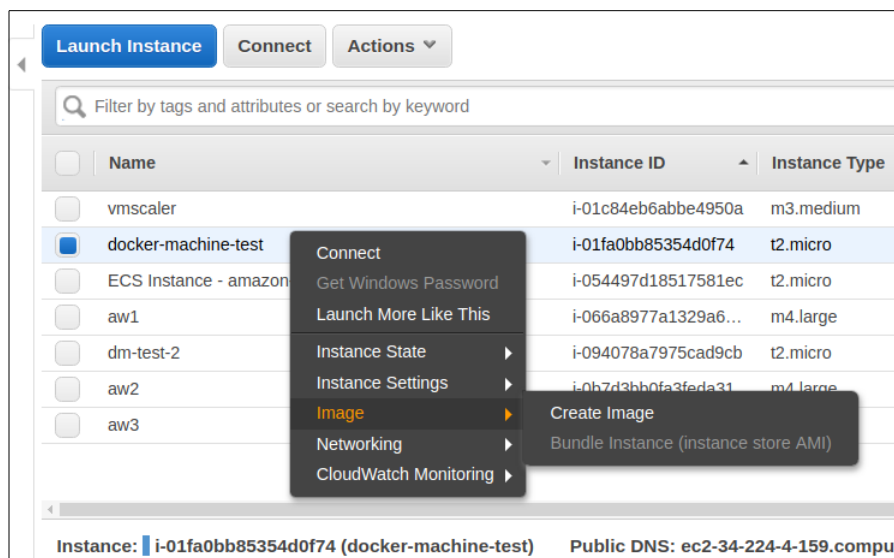 Launch Instance Connect Actions
Filter by tags and attributes or search by keyword
Name Instance ID Instance Type
vmscaler i-01c84eb6abbe4950a m3.medium
docker-machine-test i-01fa0bb85354d0f74 t2.micro
ECS Instance - amazon i-054497d18517581ec t2.micro
aw1 i-066a8977a1329a6... m4.large
dm-test-2 i-094078a7975cad9cb t2.micro
aw2 i-0b7d3bb0fa3feda31 m4.large
aw3
Connect
Get Windows Password
Launch More Like This
Instance State
Instance Settings
Image
Networking
CloudWatch Monitoring
Create Image
Bundle Instance (instance store AMI)
Instance: i-01fa0bb85354d0f74 (docker-machine-test) Public DNS: ec2-34-224-4-159.compu